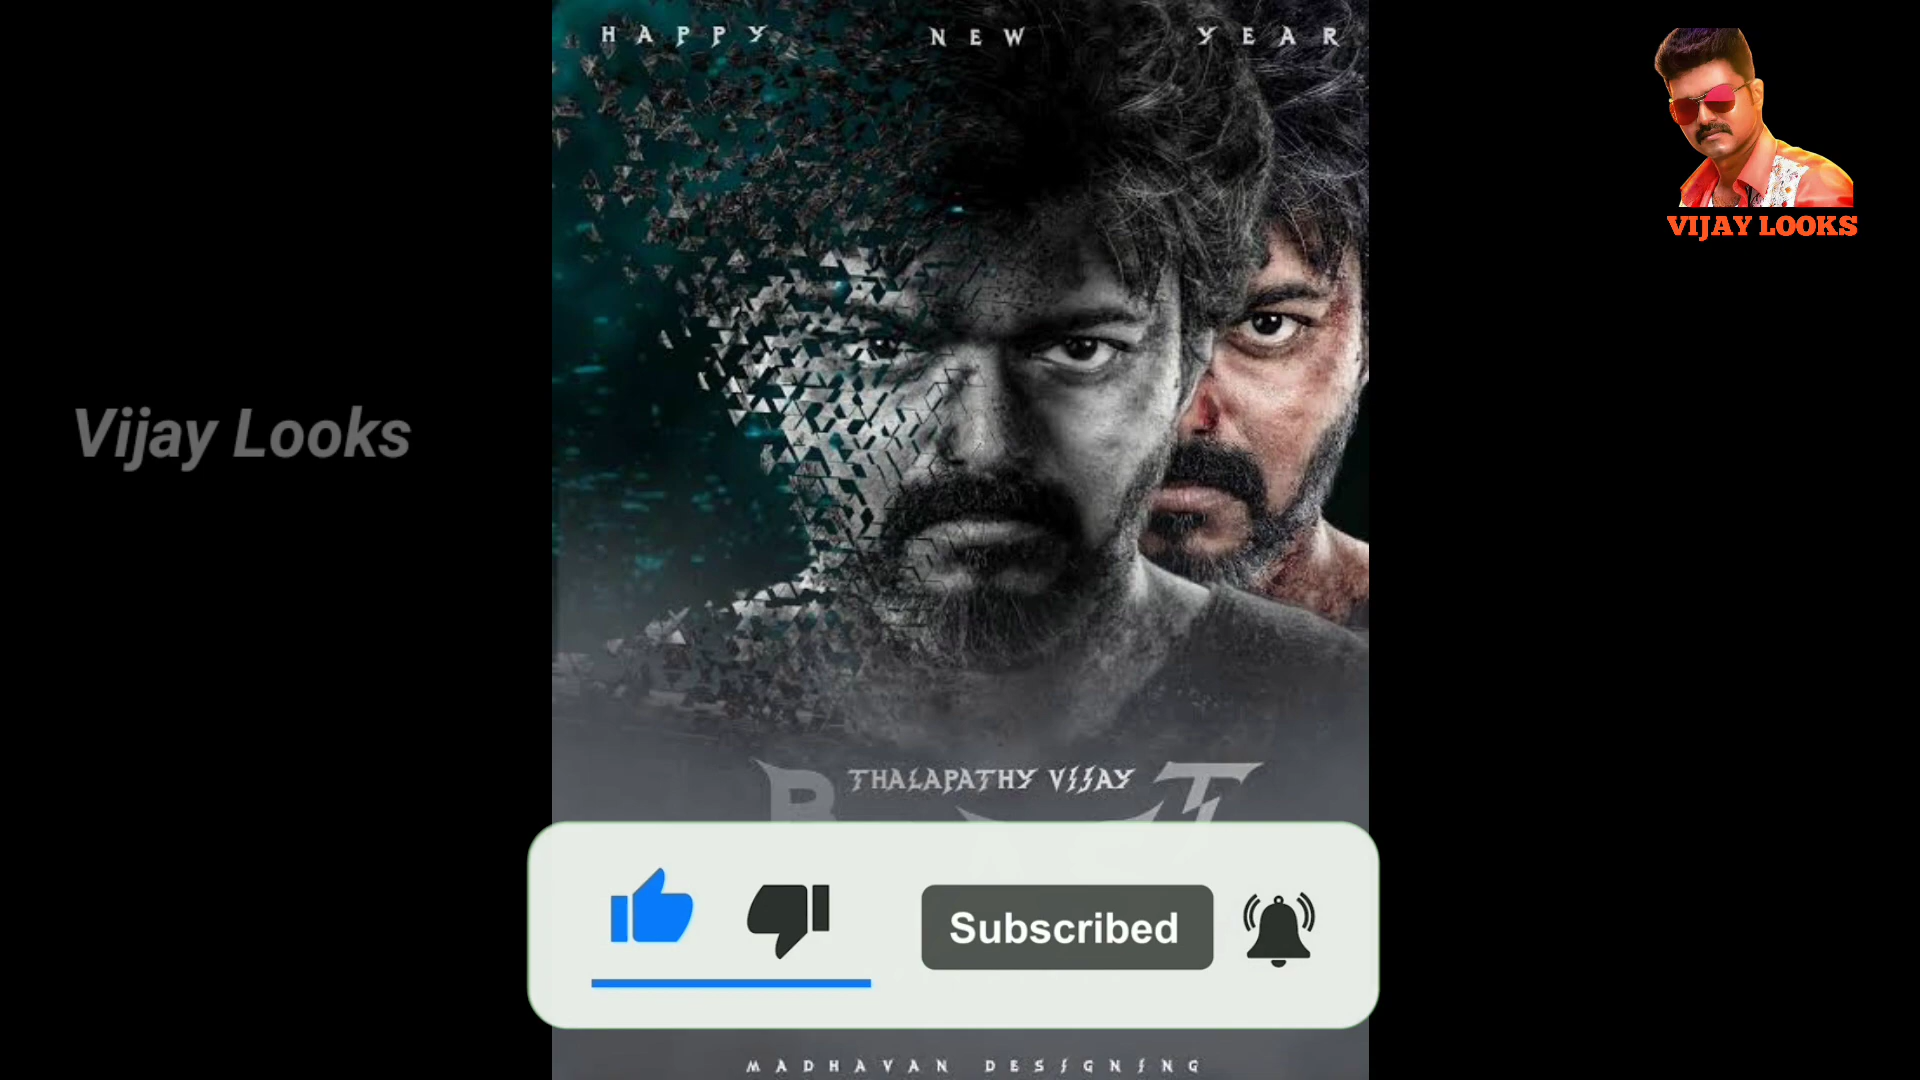 HAPPY NEW YEAR
VIJAY LOOKS
Vijay Looks
THALAPATHY VIJAY
Subscribed
MADHAVAN DESIGNING